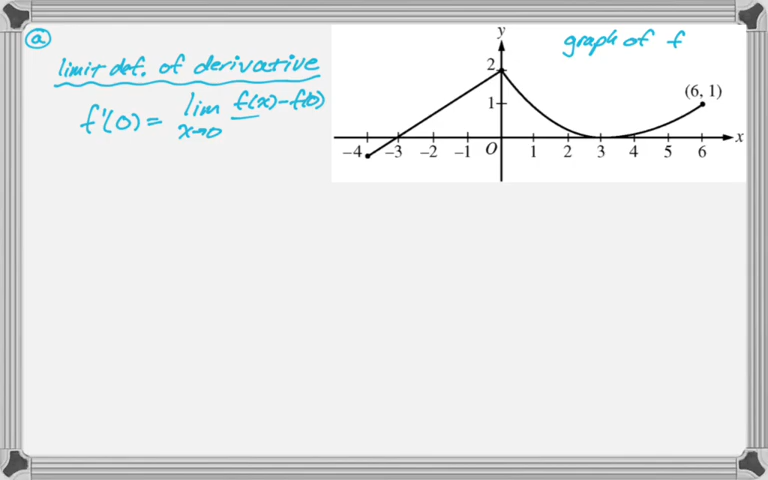 a
limit def. of derivative
f'(0) = lim f(x) - f(0)
x→0
graph of f
y
2
1
(6, 1)
-4 -3 -2 -1 O 1 2 3 4 5 6 x